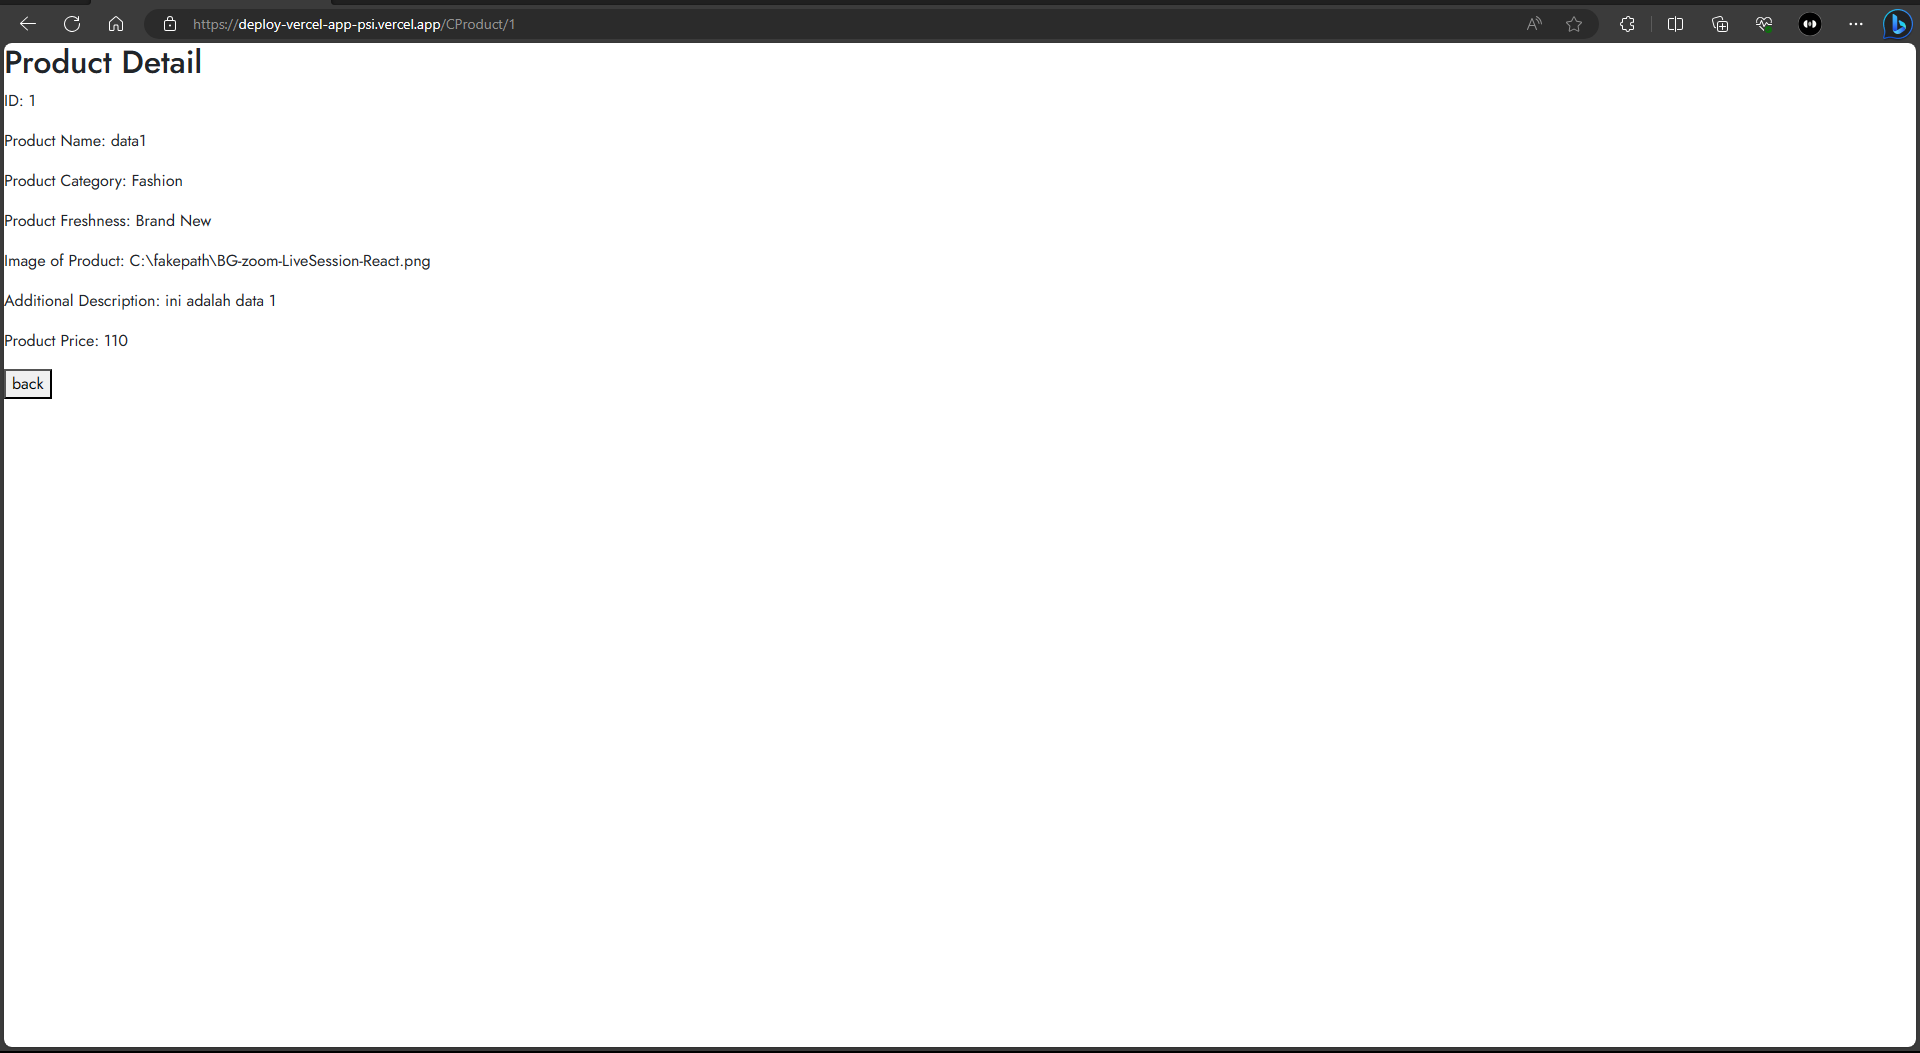 https://deploy-vercel-app-psi.vercel.app/CProduct/1
Product Detail
ID: 1
Product Name: data1
Product Category: Fashion
Product Freshness: Brand New
Image of Product: C:\fakepath\BG-zoom-LiveSession-React.png
Additional Description: ini adalah data 1
Product Price: 110
back